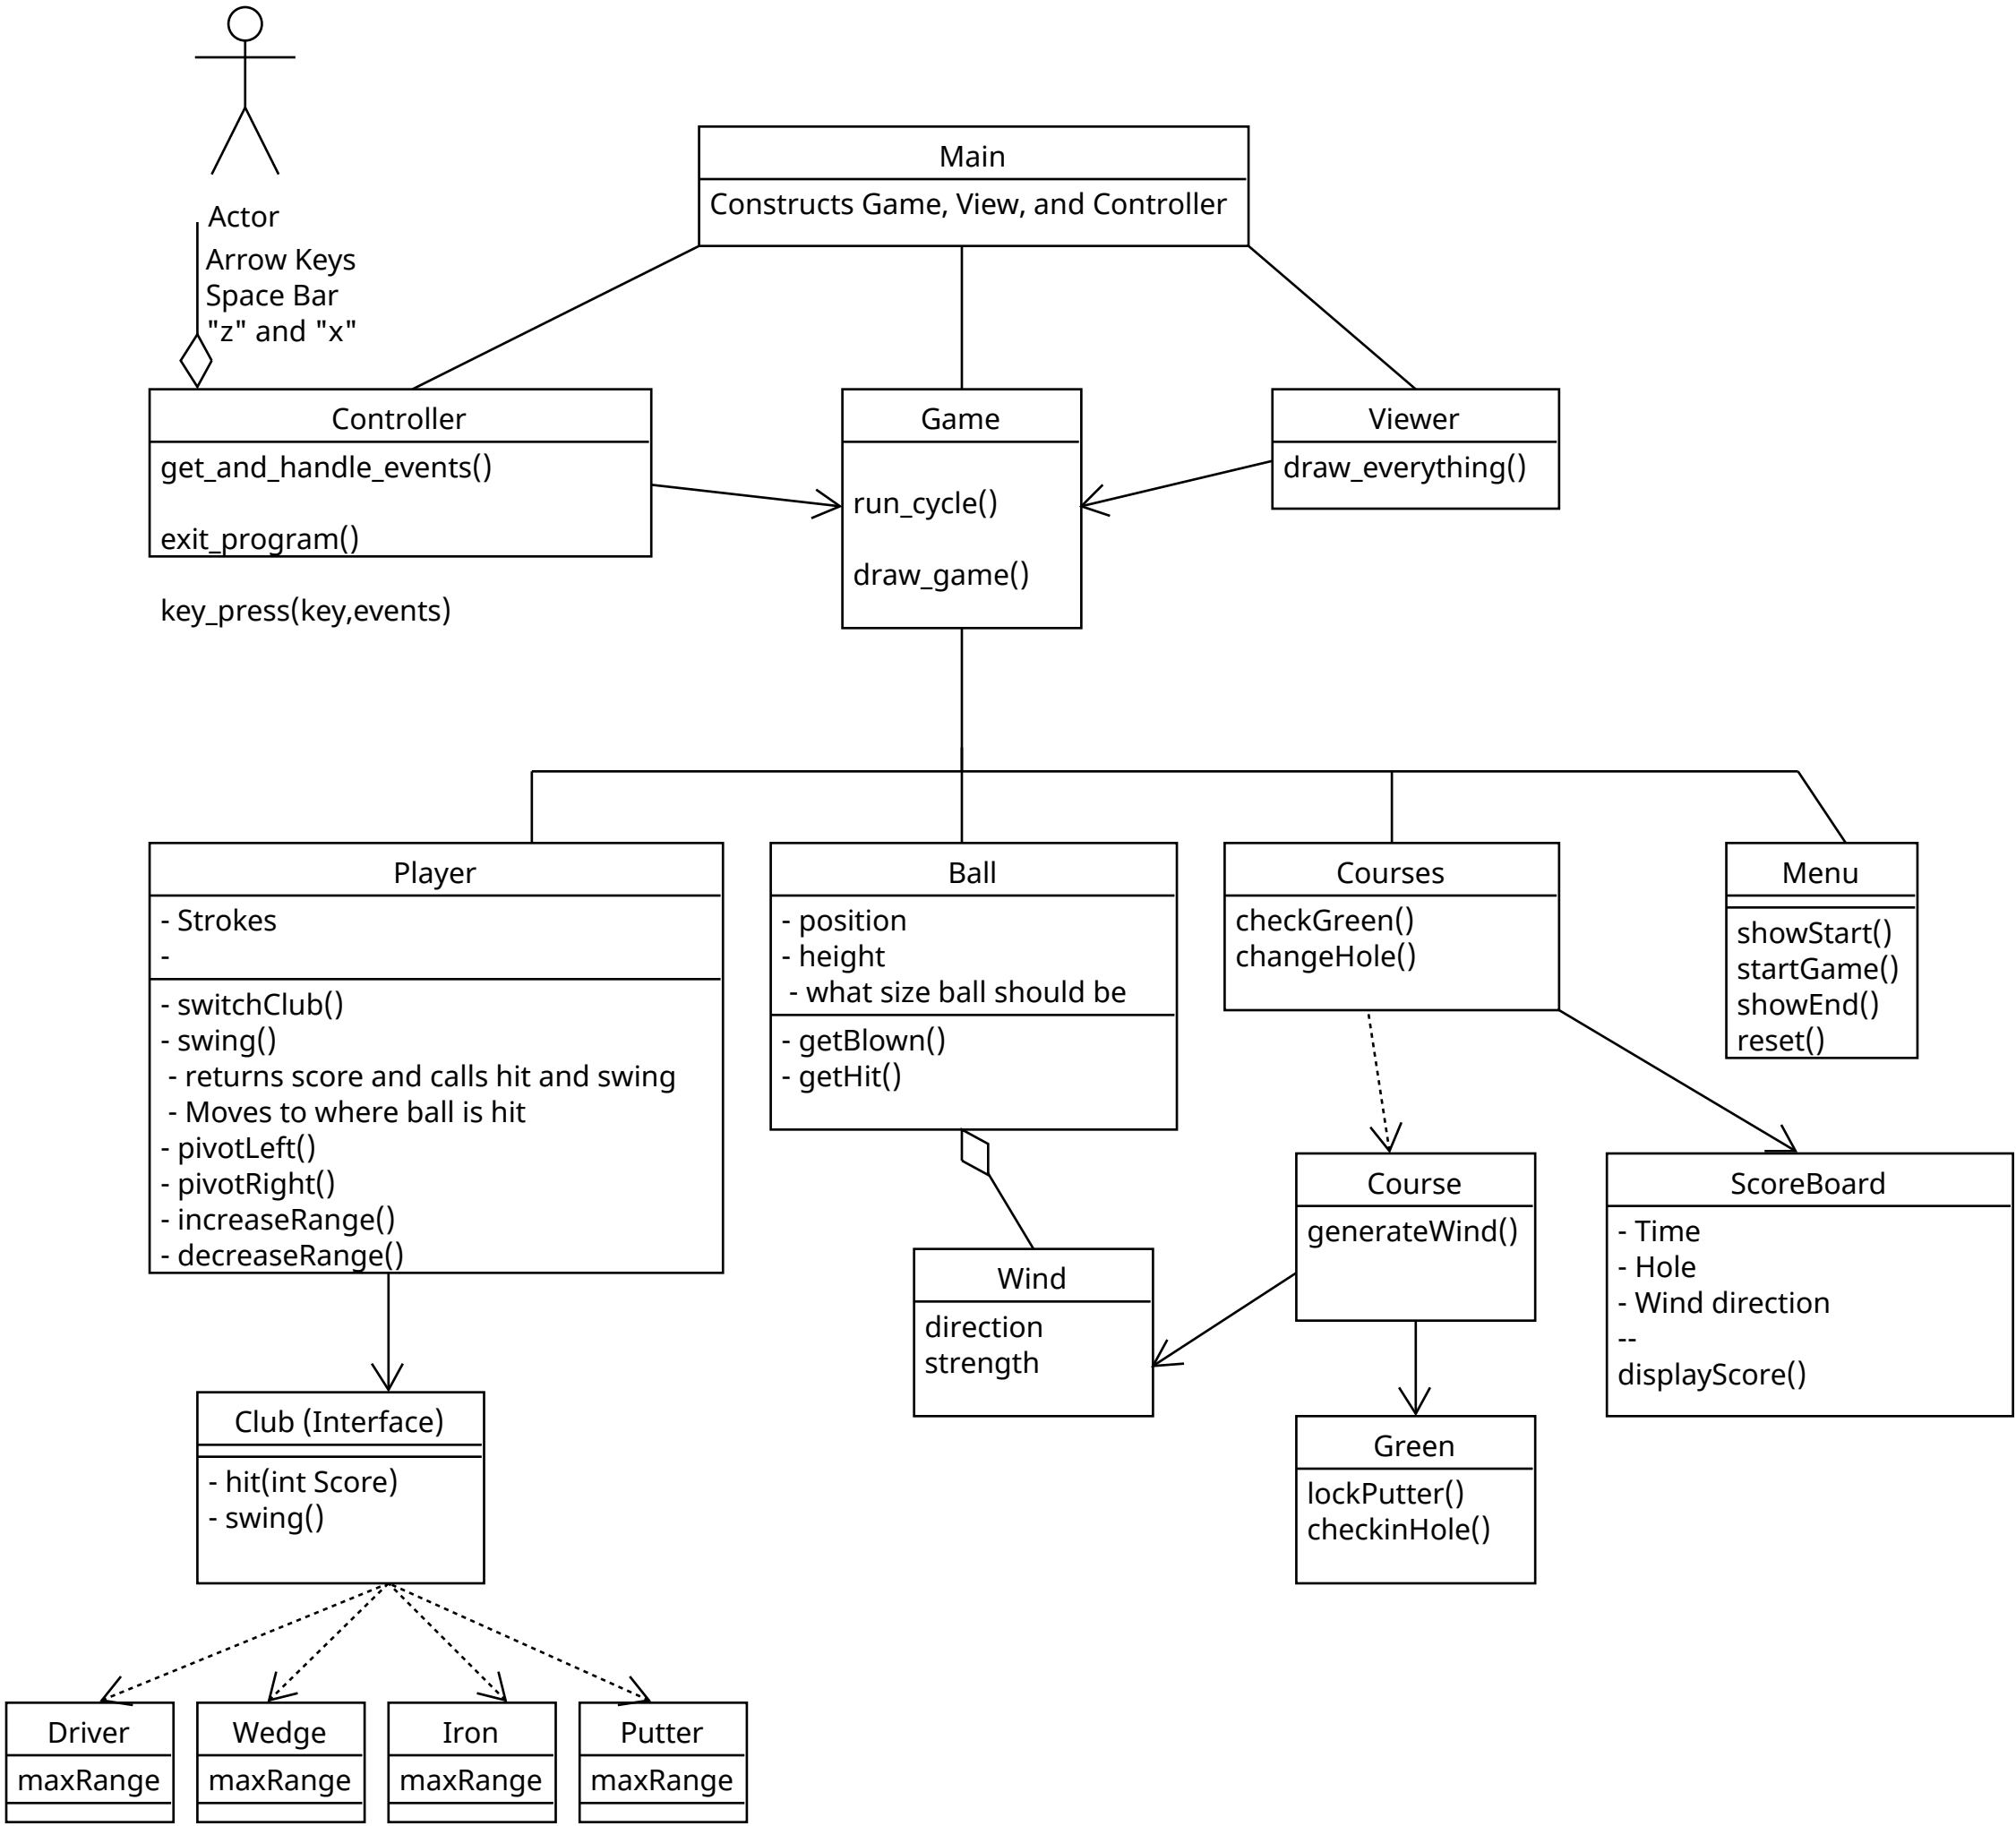 Actor
Arrow Keys
Space Bar
"z" and "x"
Main
Constructs Game, View, and Controller
Controller
get_and_handle_events()
exit_program()
key_press(key,events)
Game
run_cycle()
draw_game()
Viewer
draw_everything()
Player
- Strokes
-
- switchClub()
- swing()
- returns score and calls hit and swing
- Moves to where ball is hit
- pivotLeft()
- pivotRight()
- increaseRange()
- decreaseRange()
Ball
- position
- height
- what size ball should be
- getBlown()
- getHit()
Courses
checkGreen()
changeHole()
Menu
showStart()
startGame()
showEnd()
reset()
Wind
direction
strength
Course
generateWind()
ScoreBoard
- Time
- Hole
- Wind direction
--
displayScore()
Club (Interface)
- hit(int Score)
- swing()
Green
lockPutter()
checkinHole()
Driver
maxRange
Wedge
maxRange
Iron
maxRange
Putter
maxRange